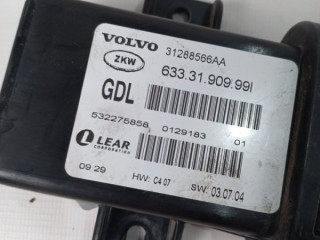 VOLVO 31288566AA
ZKW 633.31.909.99I
GDL
532275858 0129183 01
LEAR
CORPORATION
09 29 HW: C4 07 SW: 03.07.04